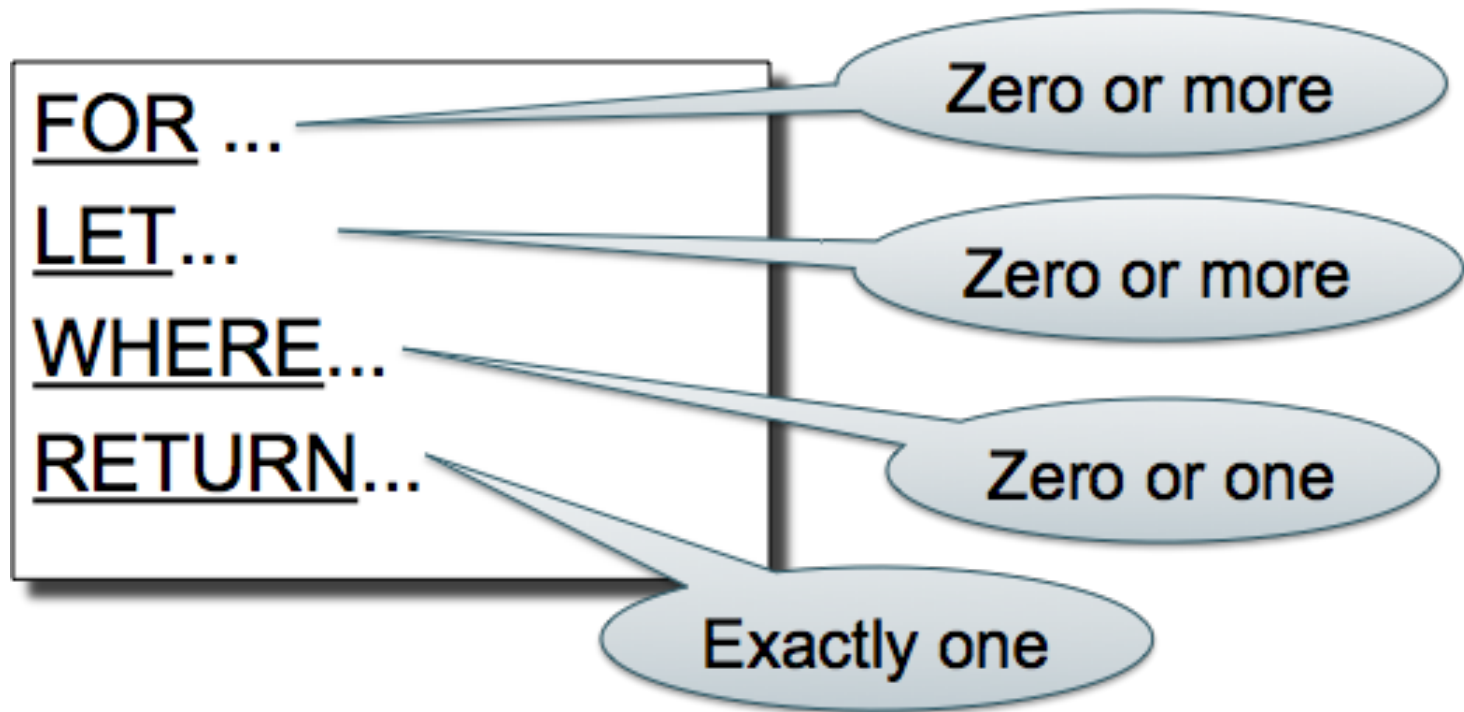 FOR ...
Zero or more
LET...
Zero or more
WHERE...
Zero or one
RETURN...
Exactly one